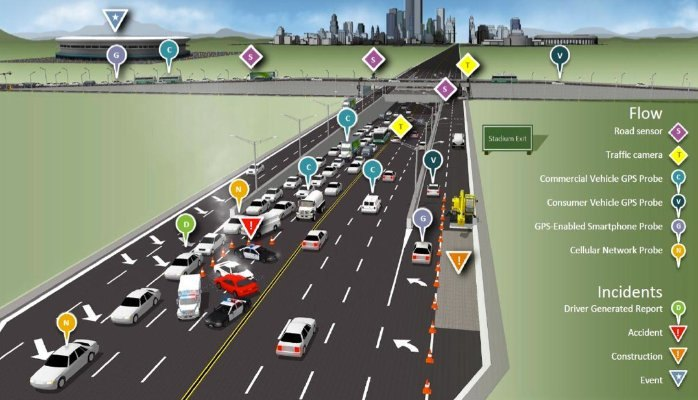 S
S
T
V
G
C
S
C
T
C
C
V
N
D
!
G
!
N
Stadium Exit
Flow
Road sensor S
Traffic camera T
Commercial Vehicle GPS Probe C
Consumer Vehicle GPS Probe V
GPS-Enabled Smartphone Probe G
Cellular Network Probe N
Incidents
Driver Generated Report D
Accident !
Construction !
Event